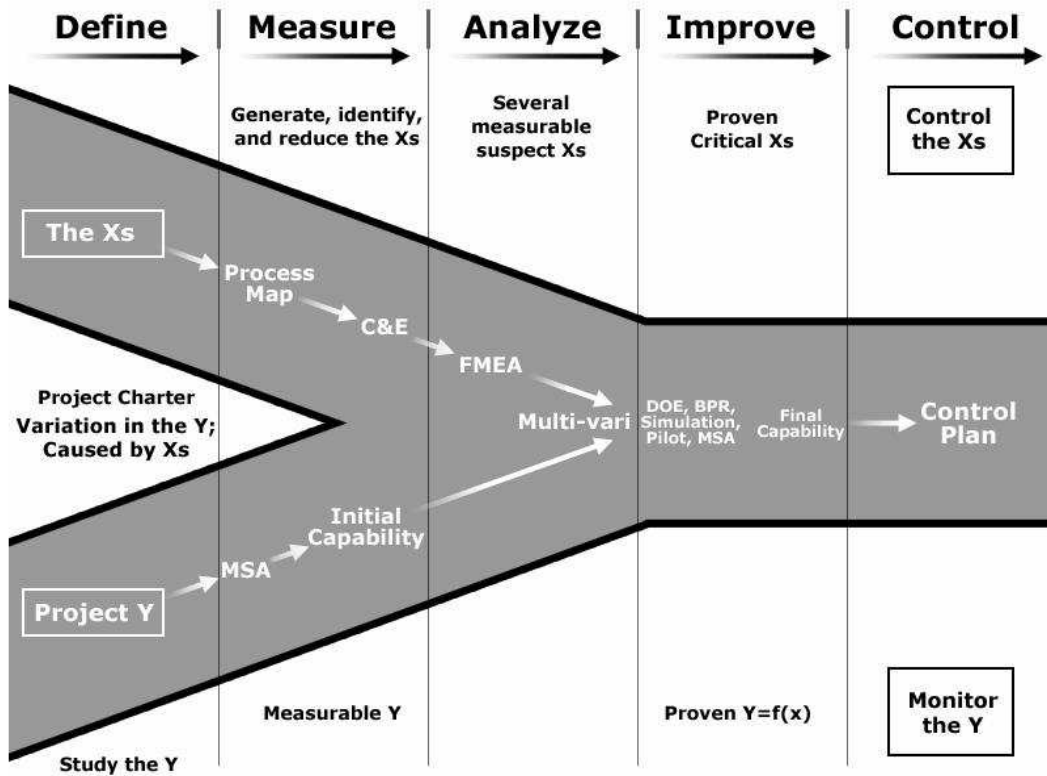 Define
Measure
Analyze
Improve
Control
Generate, identify,
and reduce the Xs
Several
measurable
suspect Xs
Proven
Critical Xs
Control
the Xs
The Xs
Process
Map
C&E
FMEA
Project Charter
Variation in the Y;
Caused by Xs
Multi-vari
DOE, BPR,
Simulation,
Pilot, MSA
Final
Capability
Control
Plan
Initial
Capability
MSA
Project Y
Study the Y
Measurable Y
Proven Y=f(x)
Monitor
the Y